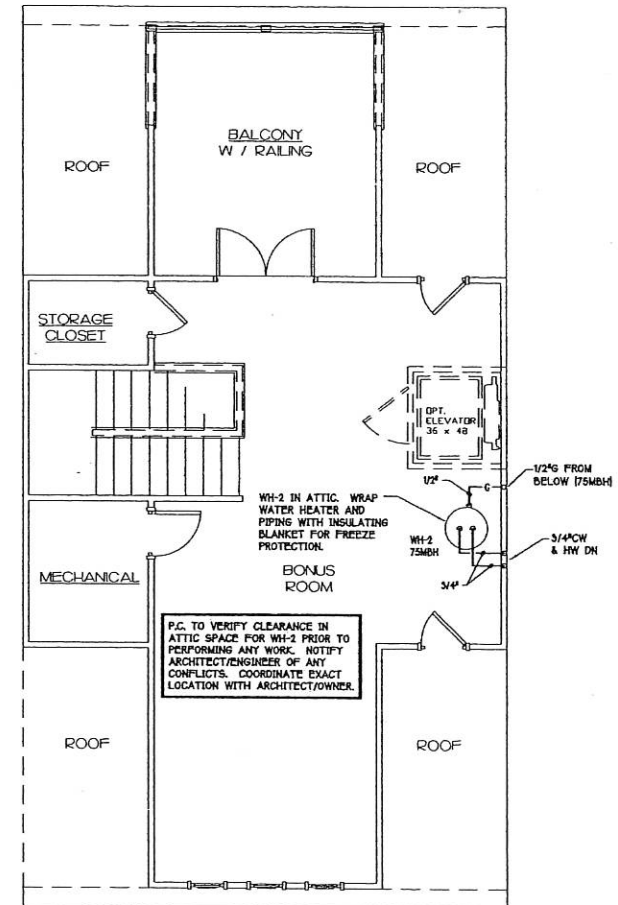 BALCONY
W / RAILING
ROOF
ROOF
STORAGE
CLOSET
OPT.
ELEVATOR
36 x 48
1/2"
G
1/2"G FROM
BELOW (75MBH)
WH-2 IN ATTIC. WRAP
WATER HEATER AND
PIPING WITH INSULATING
BLANKET FOR FREEZE
PROTECTION.
WH-2
75MBH
3/4"CW
& HW DN
3/4"
MECHANICAL
BONUS
ROOM
P.C. TO VERIFY CLEARANCE IN
ATTIC SPACE FOR WH-2 PRIOR TO
PERFORMING ANY WORK. NOTIFY
ARCHITECT/ENGINEER OF ANY
CONFLICTS. COORDINATE EXACT
LOCATION WITH ARCHITECT/OWNER.
ROOF
ROOF